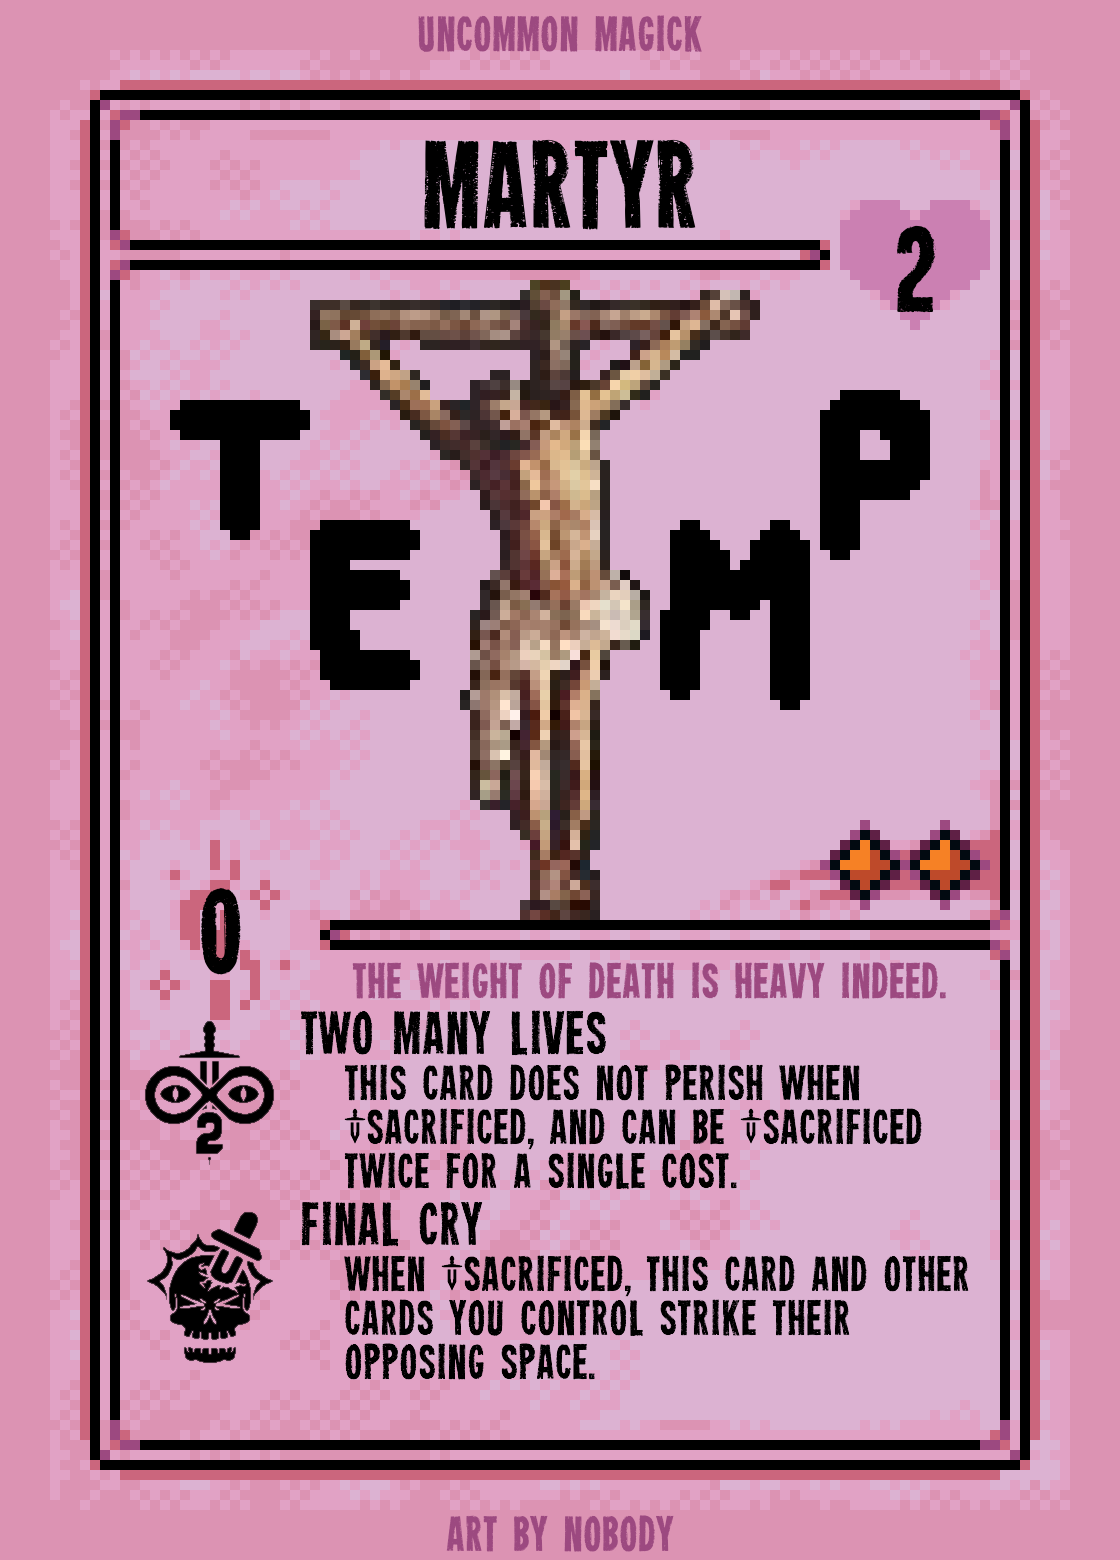 UNCOMMON MAGICK
MARTYR
2
TEMP
0
THE WEIGHT OF DEATH IS HEAVY INDEED.
TWO MANY LIVES
2
THIS CARD DOES NOT PERISH WHEN
SACRIFICED, AND CAN BE SACRIFICED
TWICE FOR A SINGLE COST.
FINAL CRY
WHEN SACRIFICED, THIS CARD AND OTHER
CARDS YOU CONTROL STRIKE THEIR
OPPOSING SPACE.
ART BY NOBODY